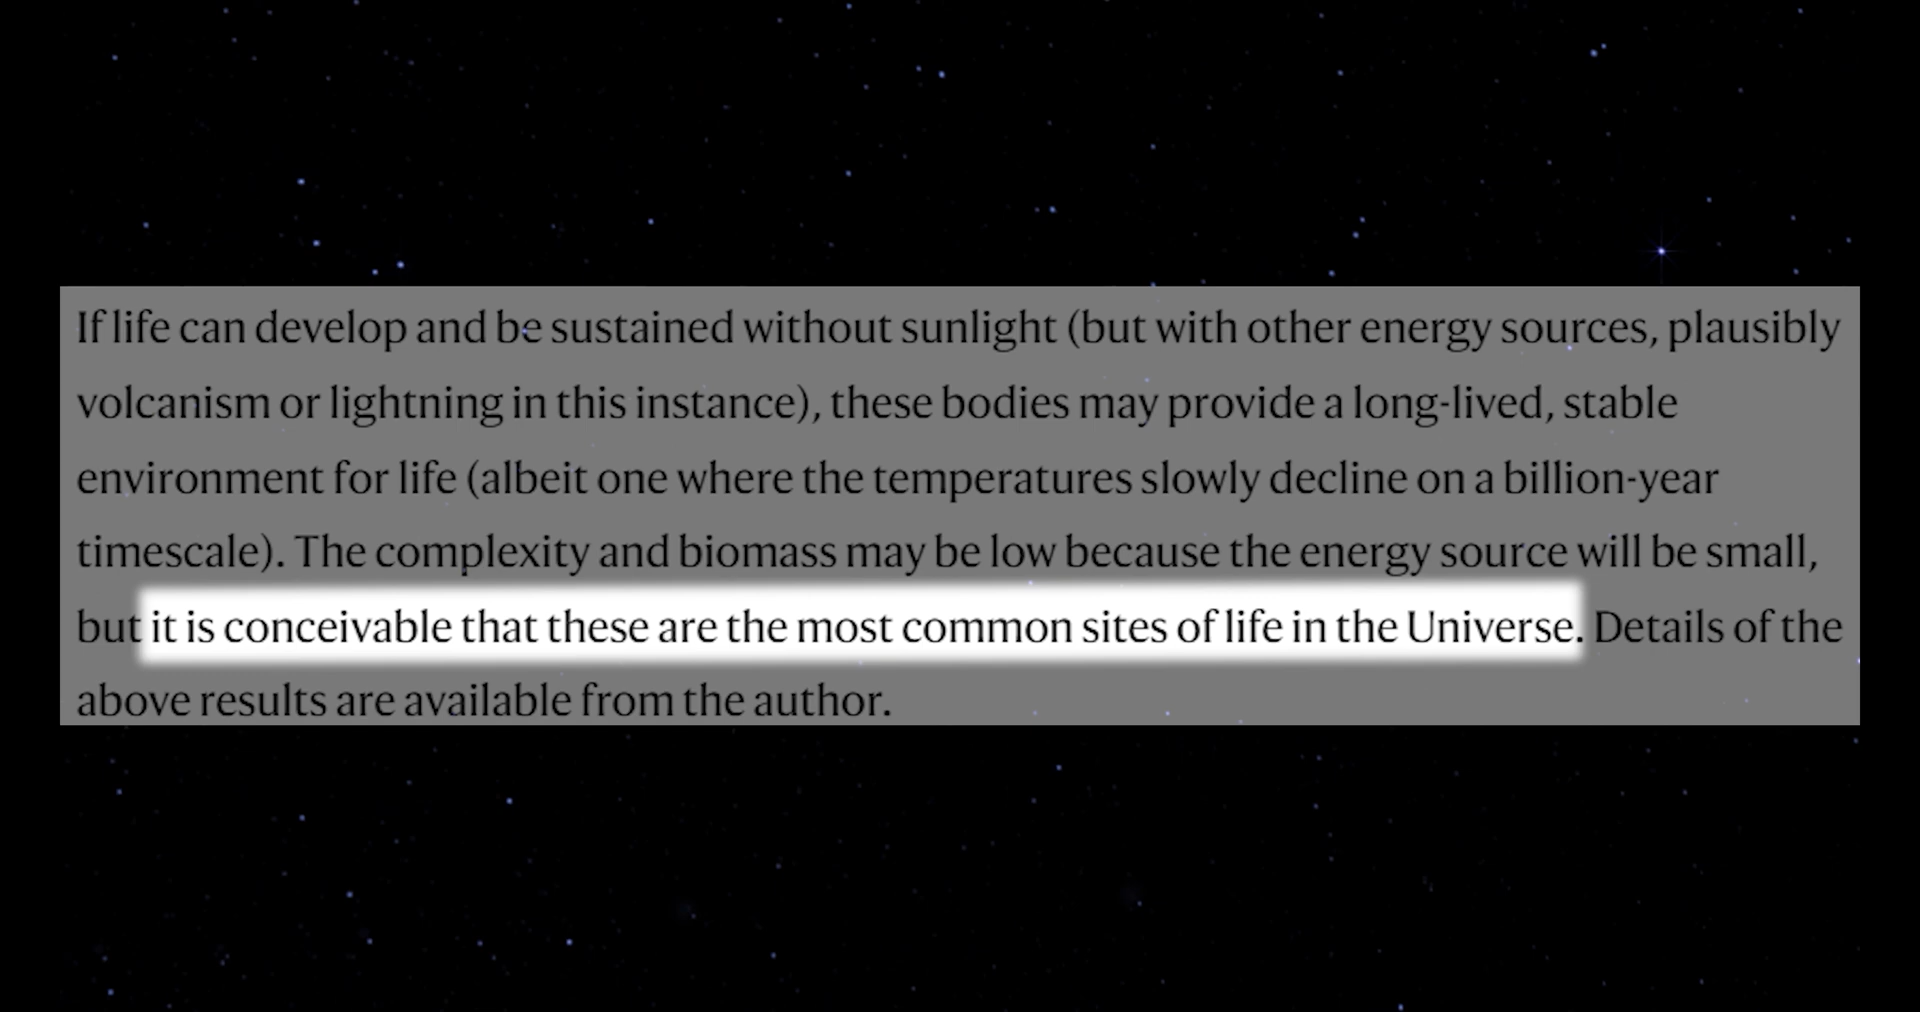 If life can develop and be sustained without sunlight (but with other energy sources, plausibly
volcanism or lightning in this instance), these bodies may provide a long-lived, stable
environment for life (albeit one where the temperatures slowly decline on a billion-year
timescale). The complexity and biomass may be low because the energy source will be small,
but it is conceivable that these are the most common sites of life in the Universe. Details of the
above results are available from the author.